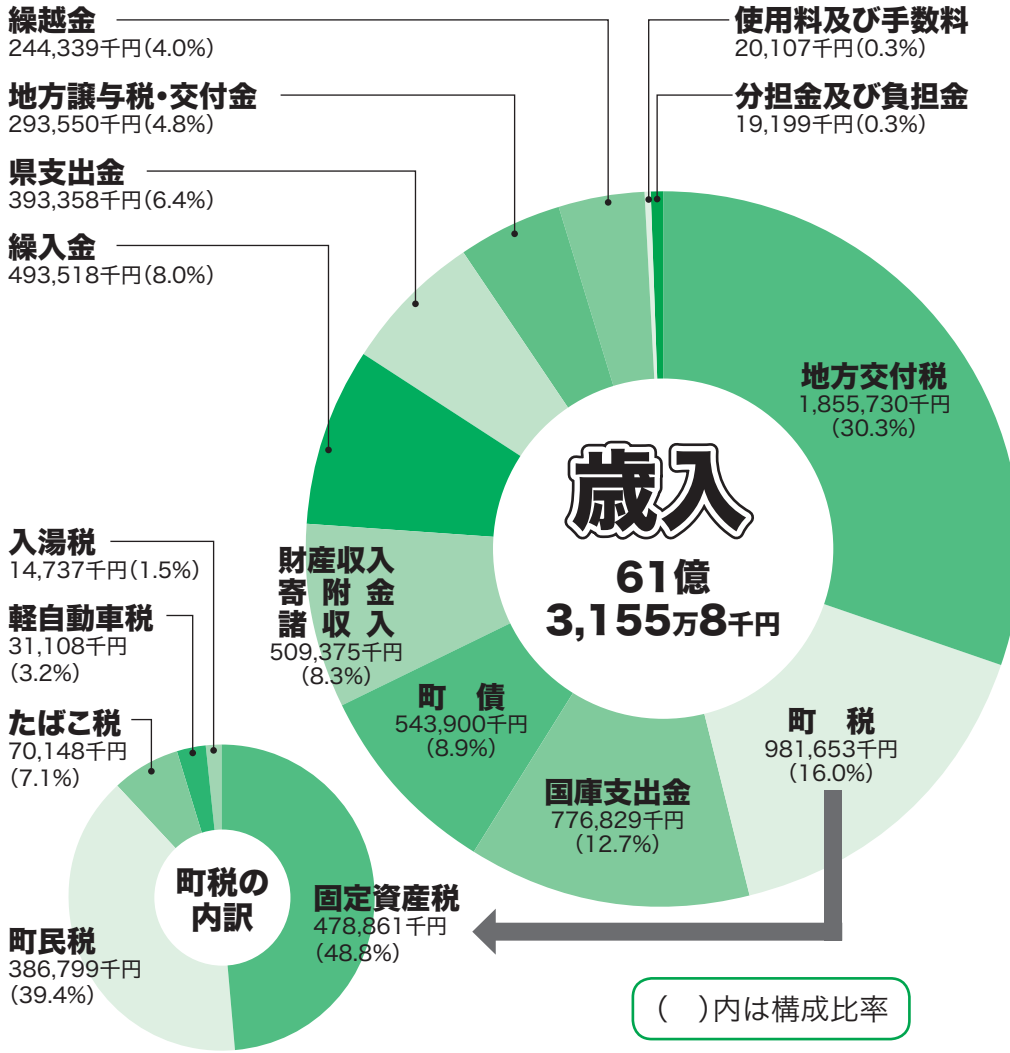 繰越金
244,339千円(4.0%)
地方譲与税・交付金
293,550千円(4.8%)
県支出金
393,358千円(6.4%)
繰入金
493,518千円(8.0%)
使用料及び手数料
20,107千円(0.3%)
分担金及び負担金
19,199千円(0.3%)
地方交付税
1,855,730千円
(30.3%)
歳入
61億
3,155万8千円
財産収入
寄附金
諸収入
509,375千円
(8.3%)
町債
543,900千円
(8.9%)
国庫支出金
776,829千円
(12.7%)
町税
981,653千円
(16.0%)
入湯税
14,737千円(1.5%)
軽自動車税
31,108千円
(3.2%)
たばこ税
70,148千円
(7.1%)
町民税
386,799千円
(39.4%)
町税の
内訳
固定資産税
478,861千円
(48.8%)
(　)内は構成比率